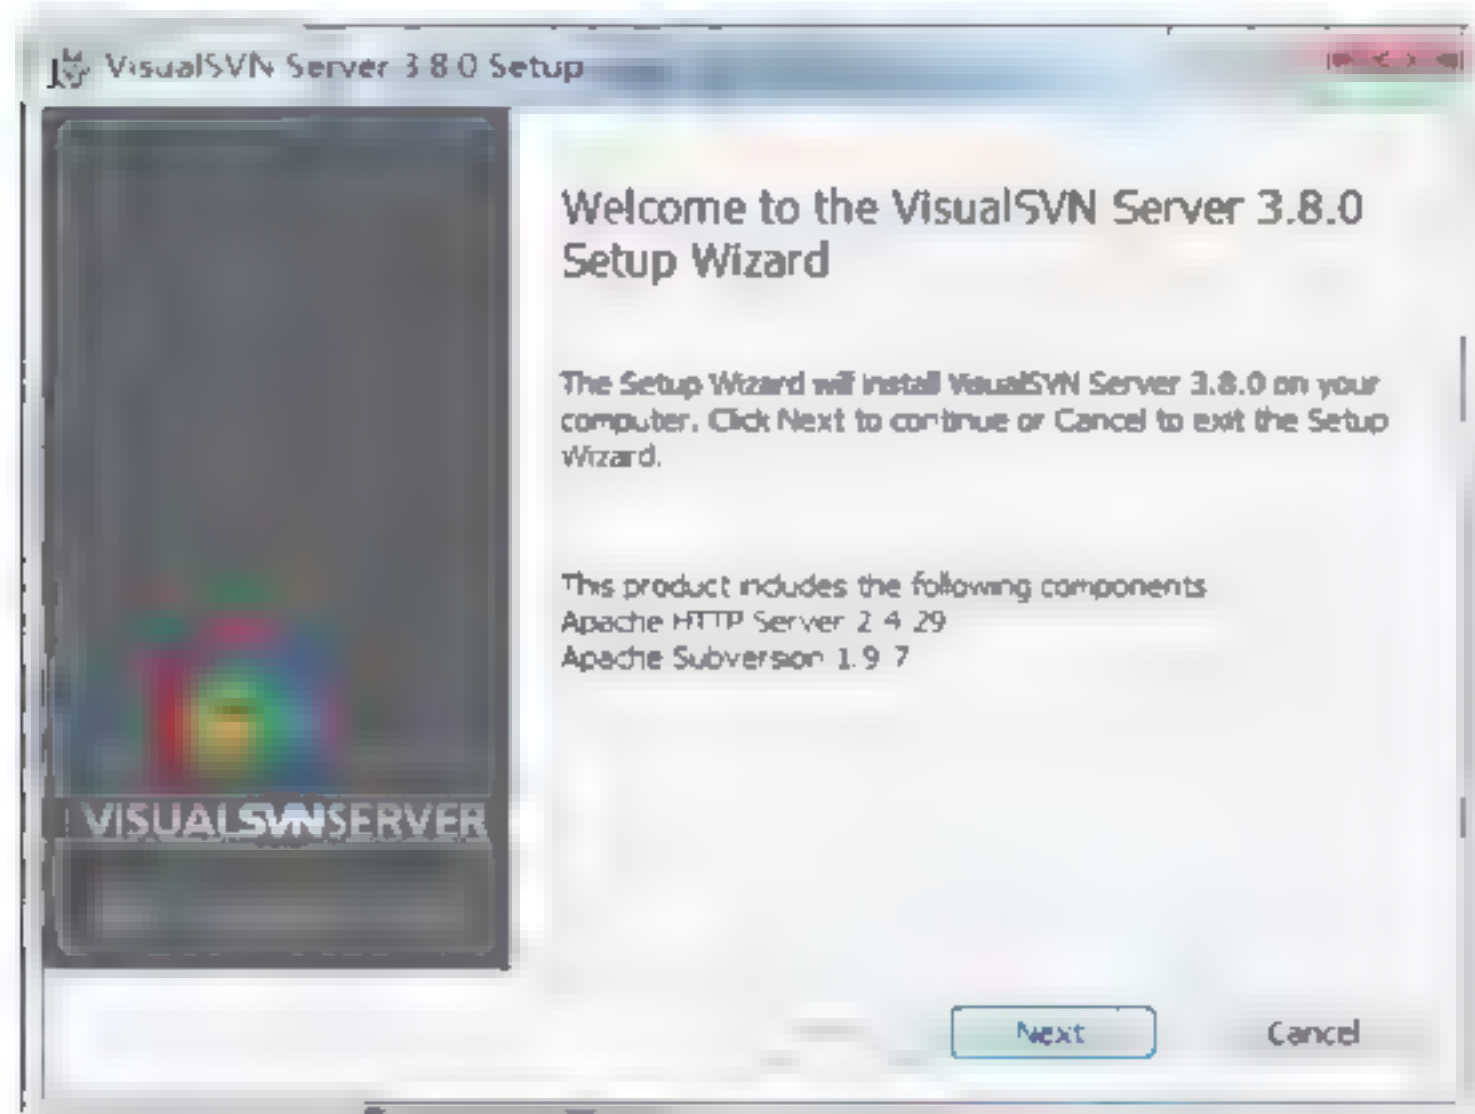 VisualSVN Server 3.8.0 Setup
Welcome to the VisualSVN Server 3.8.0
Setup Wizard
The Setup Wizard will install VisualSVN Server 3.8.0 on your
computer. Click Next to continue or Cancel to exit the Setup
Wizard.
This product includes the following components
Apache HTTP Server 2.4.29
Apache Subversion 1.9.7
VISUALSVNSERVER
Next
Cancel